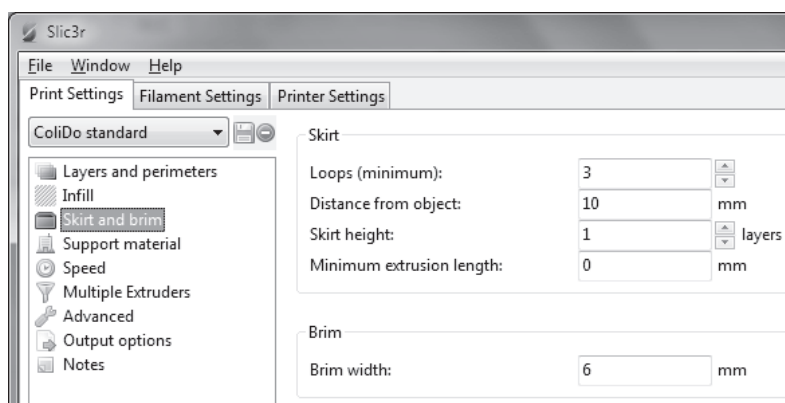 Slic3r
File Window Help
Print Settings Filament Settings Printer Settings
ColiDo standard
Layers and perimeters
Infill
Skirt and brim
Support material
Speed
Multiple Extruders
Advanced
Output options
Notes
Skirt
Loops (minimum): 3
Distance from object: 10 mm
Skirt height: 1 layers
Minimum extrusion length: 0 mm
Brim
Brim width: 6 mm